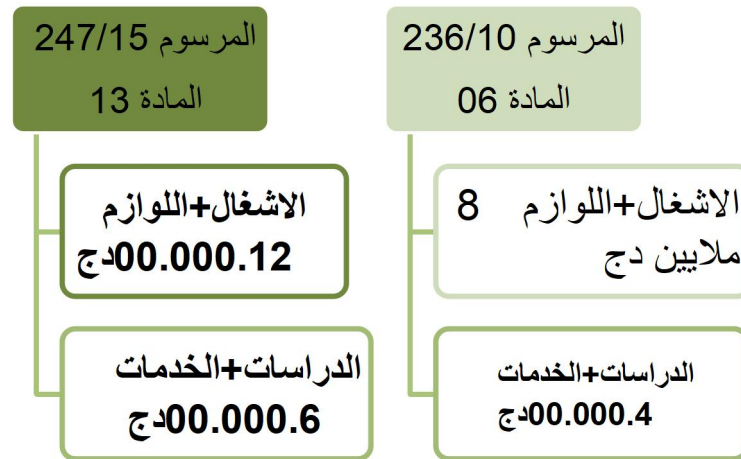 المرسوم 236/10
المادة 06
الاشغال+اللوازم 8
ملايين دج
الدراسات+الخدمات
00.000.4دج
المرسوم 247/15
المادة 13
الاشغال+اللوازم
00.000.12دج
الدراسات+الخدمات
00.000.6دج